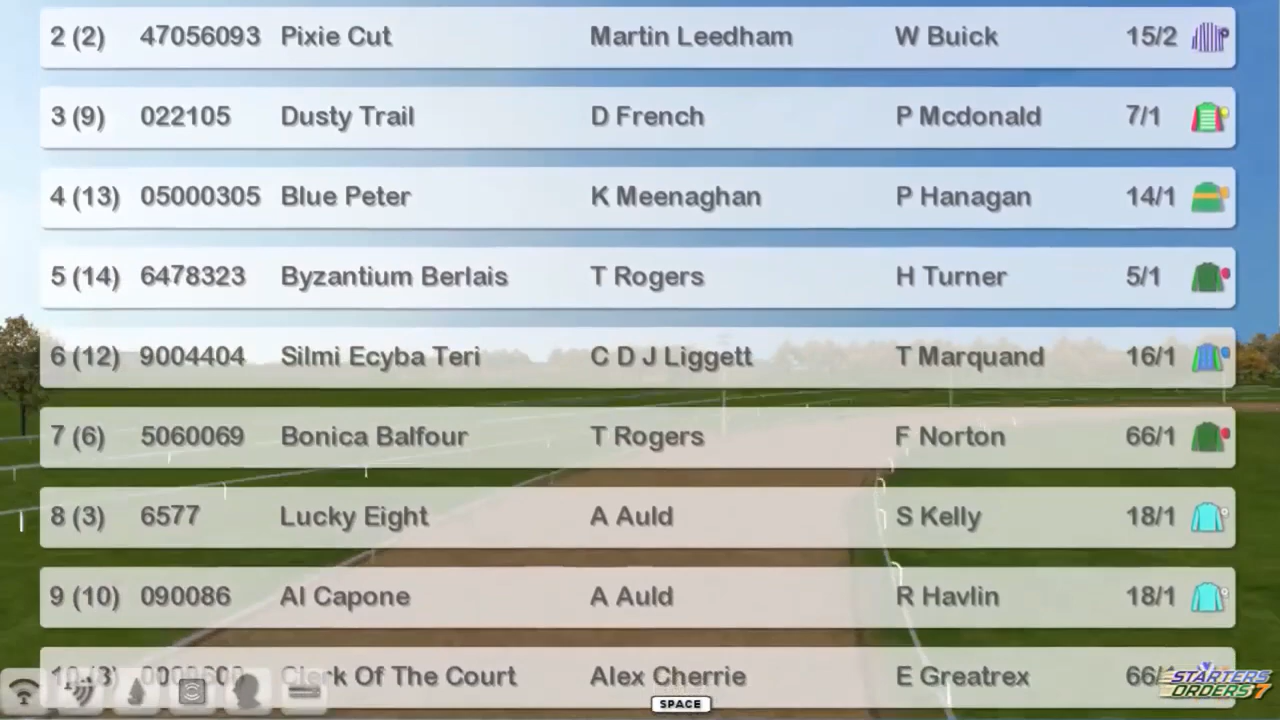 2 (2) 47056093 Pixie Cut Martin Leedham W Buick 15/2
3 (9) 022105 Dusty Trail D French P Mcdonald 7/1
4 (13) 05000305 Blue Peter K Meenaghan P Hanagan 14/1
5 (14) 6478323 Byzantium Berlais T Rogers H Turner 5/1
6 (12) 9004404 Silmi Ecyba Teri C D J Liggett T Marquand 16/1
7 (6) 5060069 Bonica Balfour T Rogers F Norton 66/1
8 (3) 6577 Lucky Eight A Auld S Kelly 18/1
9 (10) 090086 Al Capone A Auld R Havlin 18/1
Clerk Of The Court Alex Cherrie E Greatrex
SPACE
STARTERS
ORDERS 7